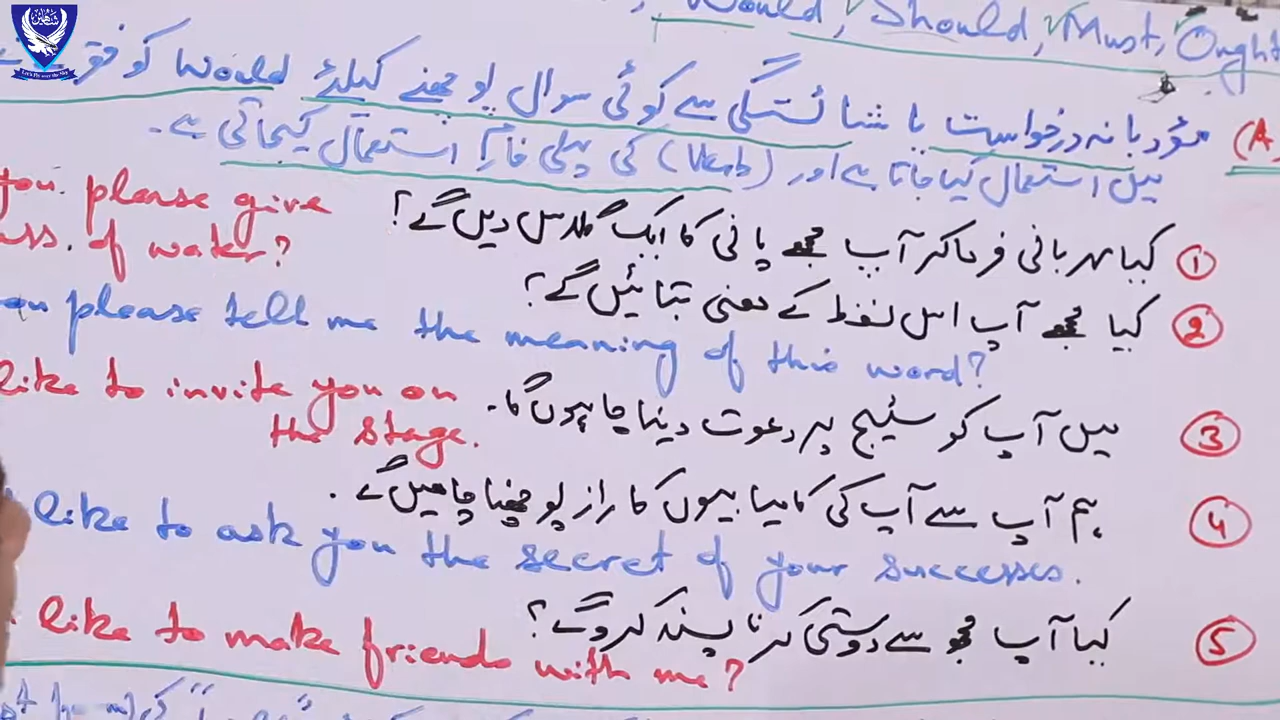 Would, Should, Must, Ought
(A) مؤدبانہ درخواست یا شائستگی سے کوئی سوال پوچھنے کیلئے Would کو فقرے
میں استعمال کیا جاتا ہے اور (Verb) کی پہلی فارم استعمال کیجاتی ہے۔
① کیا مہربانی فرما کر آپ مجھے پانی کا ایک گلاس دیں گے؟
you please give
ass of water?
② کیا مجھے آپ اس لفظ کے معنی بتائیں گے؟
please tell me the meaning of this word?
③ میں آپ کو سٹیج پر دعوت دینا چاہوں گا۔
like to invite you on
the stage.
④ ہم آپ سے آپ کی کامیابیوں کا راز پوچھنا چاہیں گے۔
like to ask you the secret of your successes.
⑤ کیا آپ مجھ سے دوستی کرنا پسند کرو گے؟
like to make friends with me?